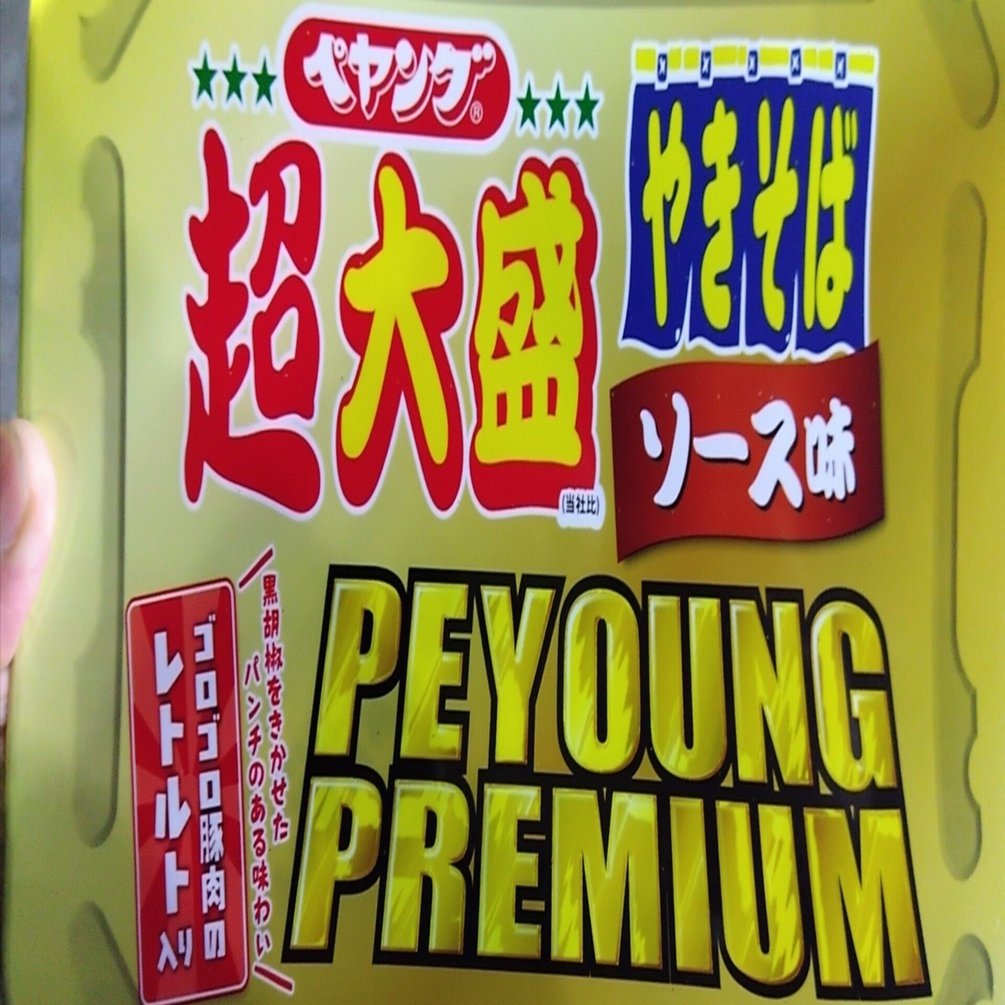 ★★★ペヤング®★★★
超大盛
(当社比)
やきそば
ソース味
黒胡椒をきかせた
パンチのある味わい
ゴロゴロ豚肉の
レトルト入り
PEYOUNG
PREMIUM